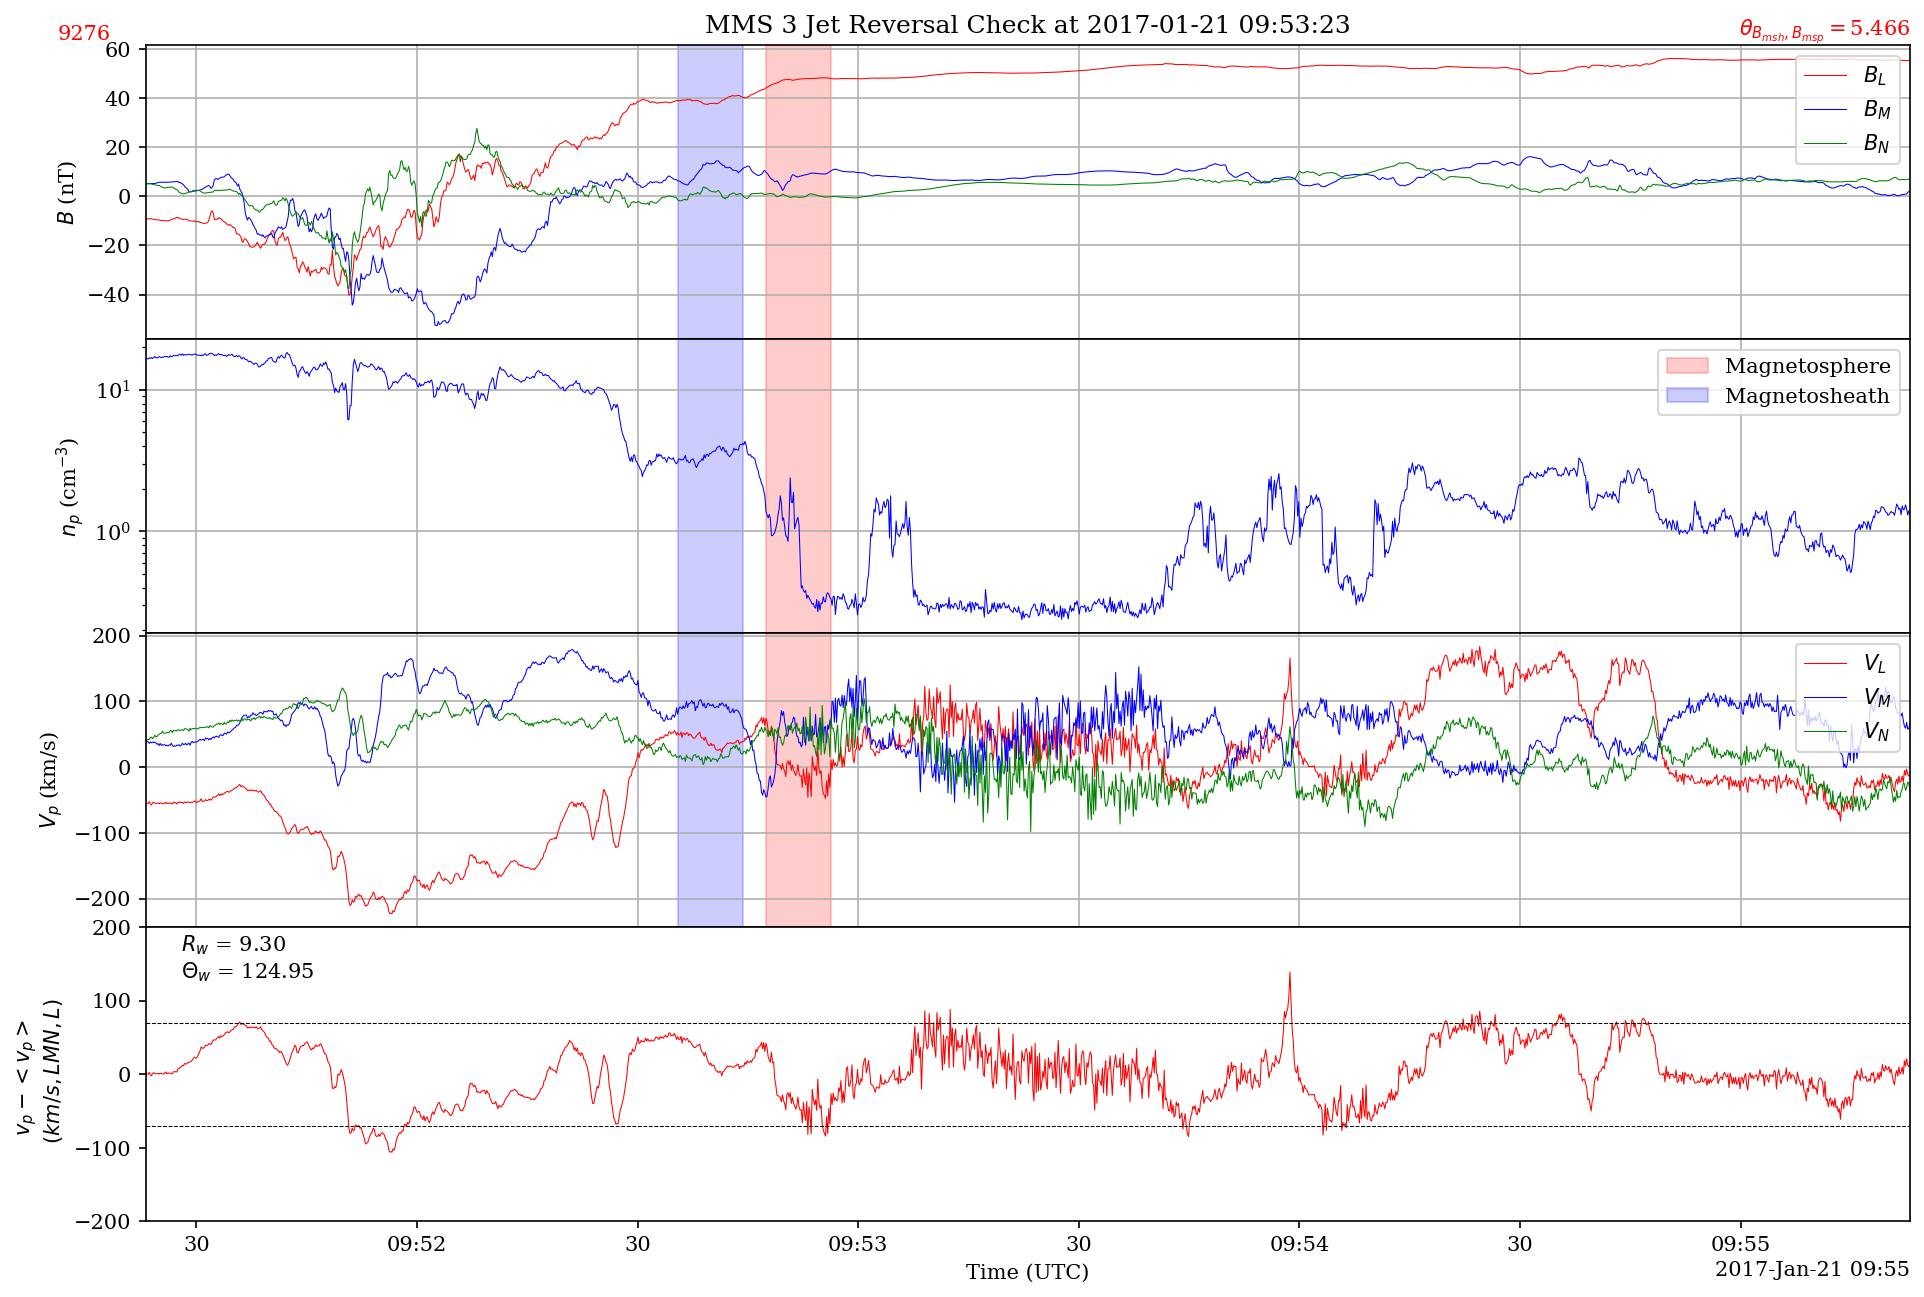 MMS 3 Jet Reversal Check at 2017-01-21 09:53:23
9276
θ_{B_{msh}, B_{msp}} = 5.466
60
40
20
0
−20
−40
B (nT)
B_L
B_M
B_N
10^1
10^0
n_p (cm^{−3})
Magnetosphere
Magnetosheath
200
100
0
−100
−200
V_p (km/s)
V_L
V_M
V_N
200
100
0
−100
−200
v_p − < v_p >
(km/s, LMN, L)
R_w = 9.30
Θ_w = 124.95
30 09:52 30 09:53 30 09:54 30 09:55
Time (UTC)
2017-Jan-21 09:55